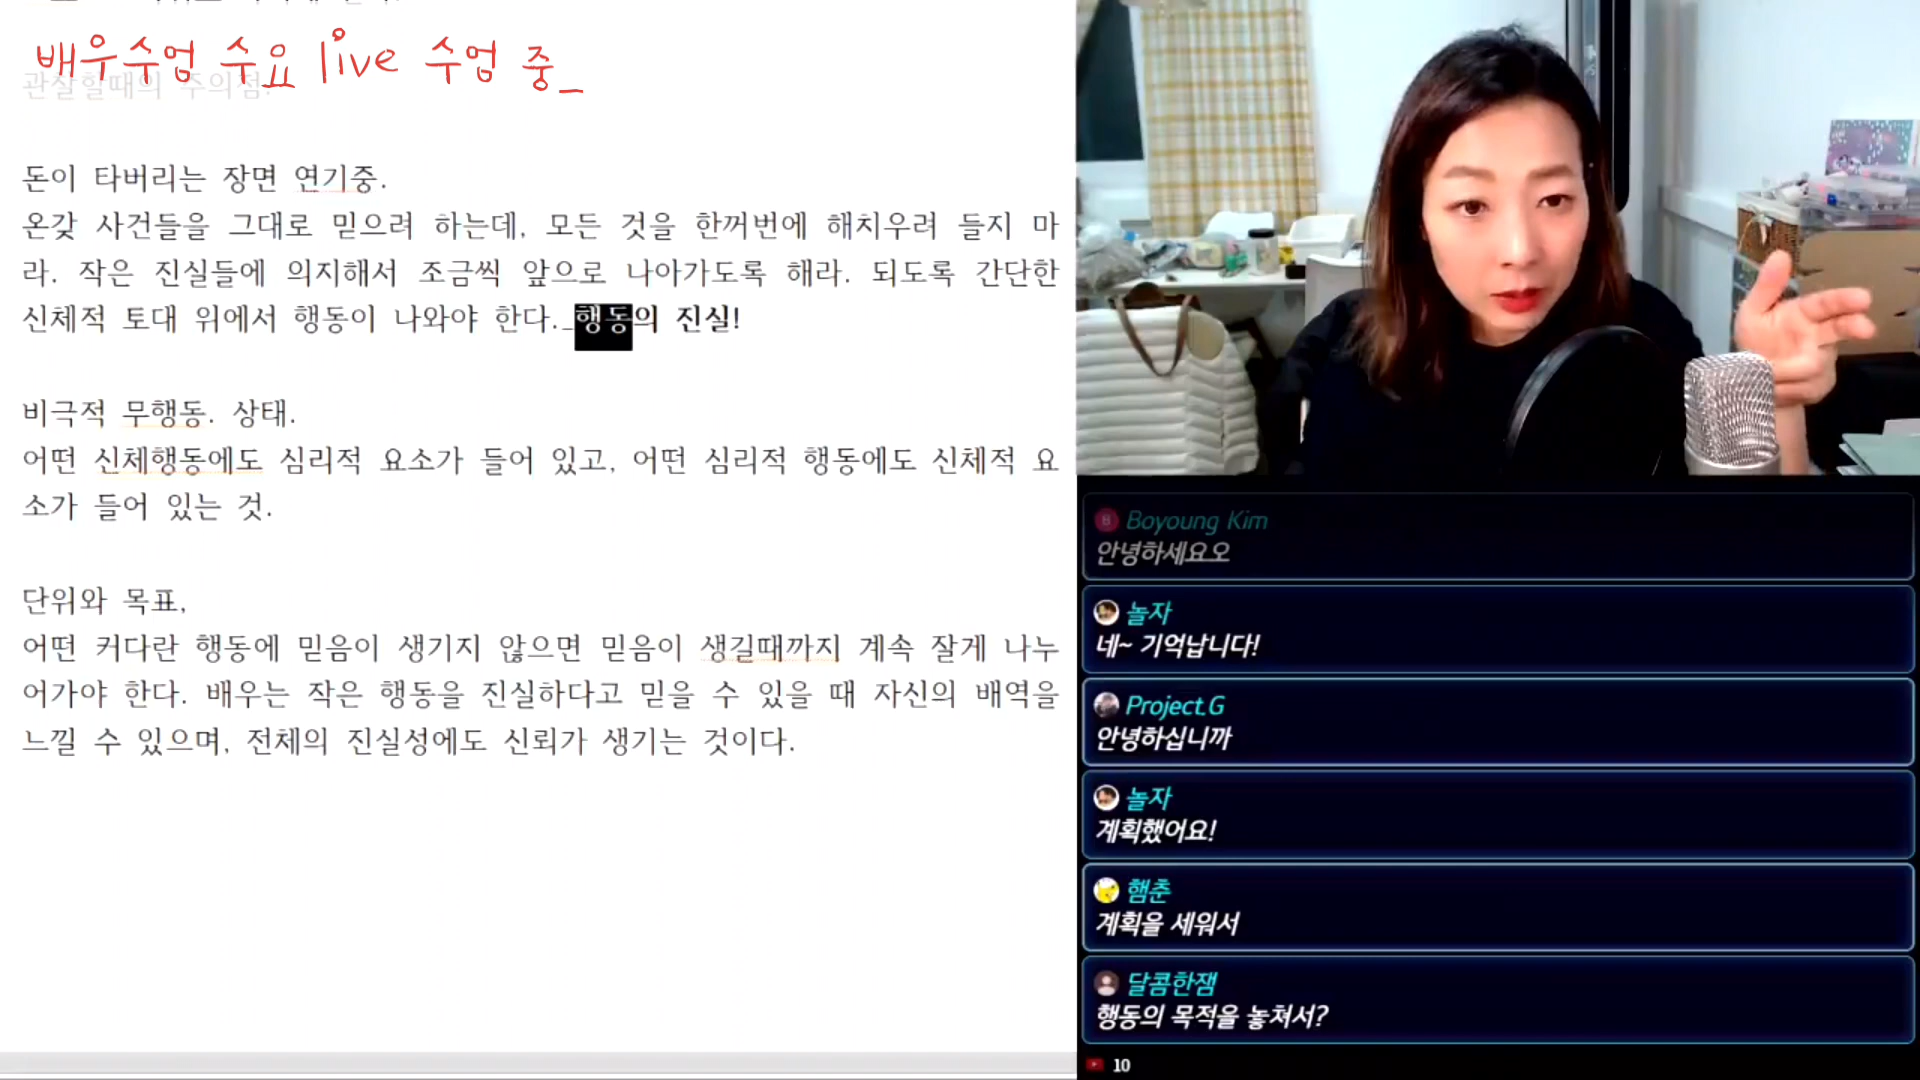 배우수업 수요 live 수업 중_
관찰할때의 주의점.
돈이 타버리는 장면 연기중.
온갖 사건들을 그대로 믿으려 하는데, 모든 것을 한꺼번에 해치우려 들지 마
라. 작은 진실들에 의지해서 조금씩 앞으로 나아가도록 해라. 되도록 간단한
신체적 토대 위에서 행동이 나와야 한다._행동의 진실!
비극적 무행동. 상태.
어떤 신체행동에도 심리적 요소가 들어 있고, 어떤 심리적 행동에도 신체적 요
소가 들어 있는 것.
단위와 목표,
어떤 커다란 행동에 믿음이 생기지 않으면 믿음이 생길때까지 계속 잘게 나누
어가야 한다. 배우는 작은 행동을 진실하다고 믿을 수 있을 때 자신의 배역을
느낄 수 있으며, 전체의 진실성에도 신뢰가 생기는 것이다.
B Boyoung Kim
안녕하세요오
놀자
네~ 기억납니다!
Project.G
안녕하십니까
놀자
계획했어요!
햄춘
계획을 세워서
달콤한잼
행동의 목적을 놓쳐서?
10